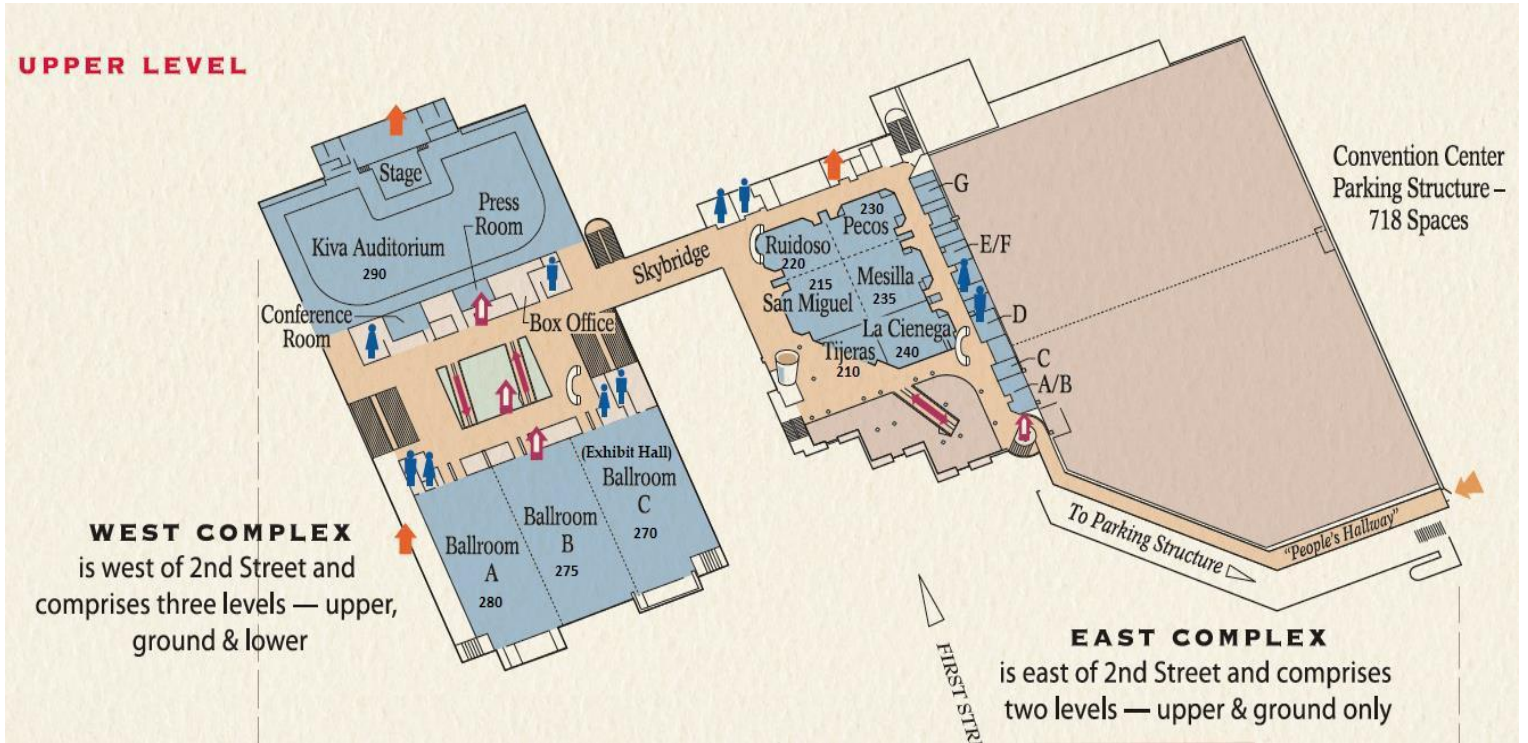 UPPER LEVEL
Stage
Press
Room
Kiva Auditorium
290
Conference
Room
Box Office
Skybridge
(Exhibit Hall)
Ballroom
C
270
Ballroom
B
275
Ballroom
A
280
WEST COMPLEX
is west of 2nd Street and
comprises three levels — upper,
ground & lower
230
Pecos
Ruidoso
220
215
San Miguel
Mesilla
235
La Cienega
240
Tijeras
210
G
E/F
D
C
A/B
Convention Center
Parking Structure –
718 Spaces
To Parking Structure
"People's Hallway"
EAST COMPLEX
is east of 2nd Street and comprises
two levels — upper & ground only
FIRST STRE